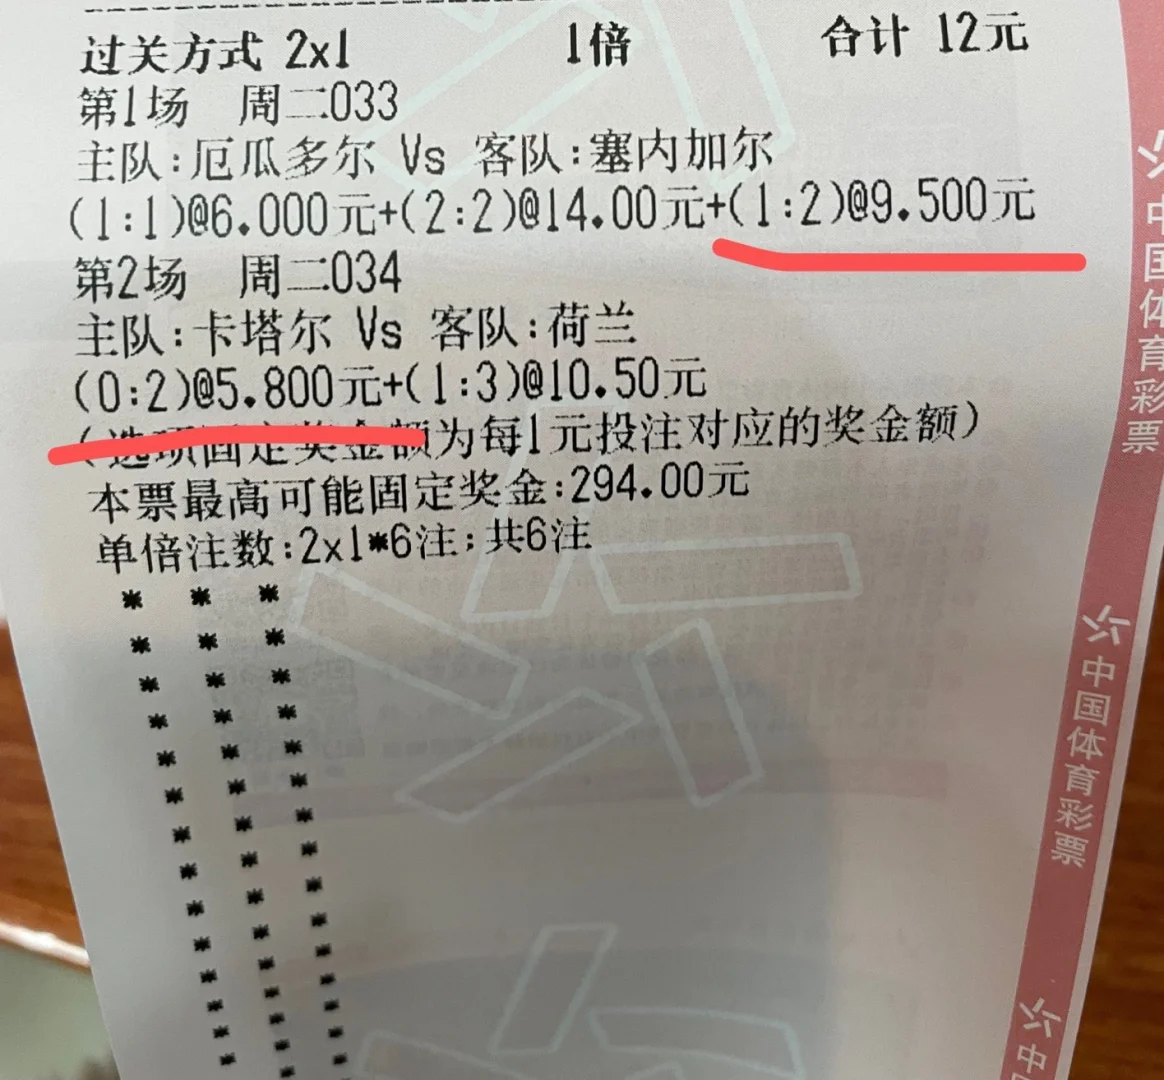 过关方式 2x1 1倍 合计 12元
第1场 周二033
主队:厄瓜多尔 Vs 客队:塞内加尔
(1:1)@6.000元+(2:2)@14.00元+(1:2)@9.500元
第2场 周二034
主队:卡塔尔 Vs 客队:荷兰
(0:2)@5.800元+(1:3)@10.50元
(选项固定奖金额为每1元投注对应的奖金额)
本票最高可能固定奖金:294.00元
单倍注数:2x1*6注;共6注
* * *
* * *
* * *
* * *
* * *
* * *
* * *
* * *
* * *
* * *
* * *
* * *
* * *
中国体育彩票
中国体育彩票
中